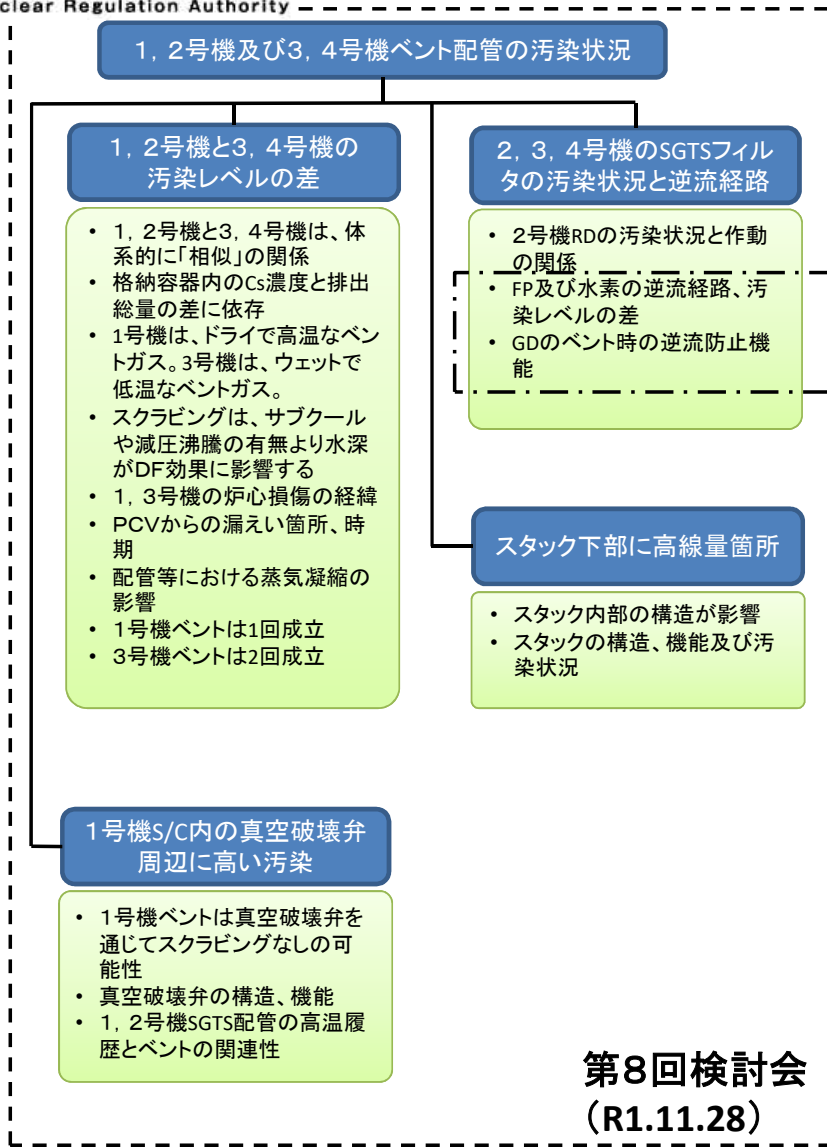 clear Regulation Authority
1，2号機及び3，4号機ベント配管の汚染状況
1，2号機と3，4号機の
汚染レベルの差
• 1，2号機と3，4号機は、体
系的に「相似」の関係
• 格納容器内のCs濃度と排出
総量の差に依存
• 1号機は、ドライで高温なベン
トガス。3号機は、ウェットで
低温なベントガス。
• スクラビングは、サブクール
や減圧沸騰の有無より水深
がDF効果に影響する
• 1，3号機の炉心損傷の経緯
• PCVからの漏えい箇所、時
期
• 配管等における蒸気凝縮の
影響
• 1号機ベントは1回成立
• 3号機ベントは2回成立
2，3，4号機のSGTSフィル
タの汚染状況と逆流経路
• 2号機RDの汚染状況と作動
の関係
• FP及び水素の逆流経路、汚
染レベルの差
• GDのベント時の逆流防止機
能
スタック下部に高線量箇所
• スタック内部の構造が影響
• スタックの構造、機能及び汚
染状況
1号機S/C内の真空破壊弁
周辺に高い汚染
• 1号機ベントは真空破壊弁を
通じてスクラビングなしの可
能性
• 真空破壊弁の構造、機能
• 1，2号機SGTS配管の高温履
歴とベントの関連性
第8回検討会
（R1.11.28）